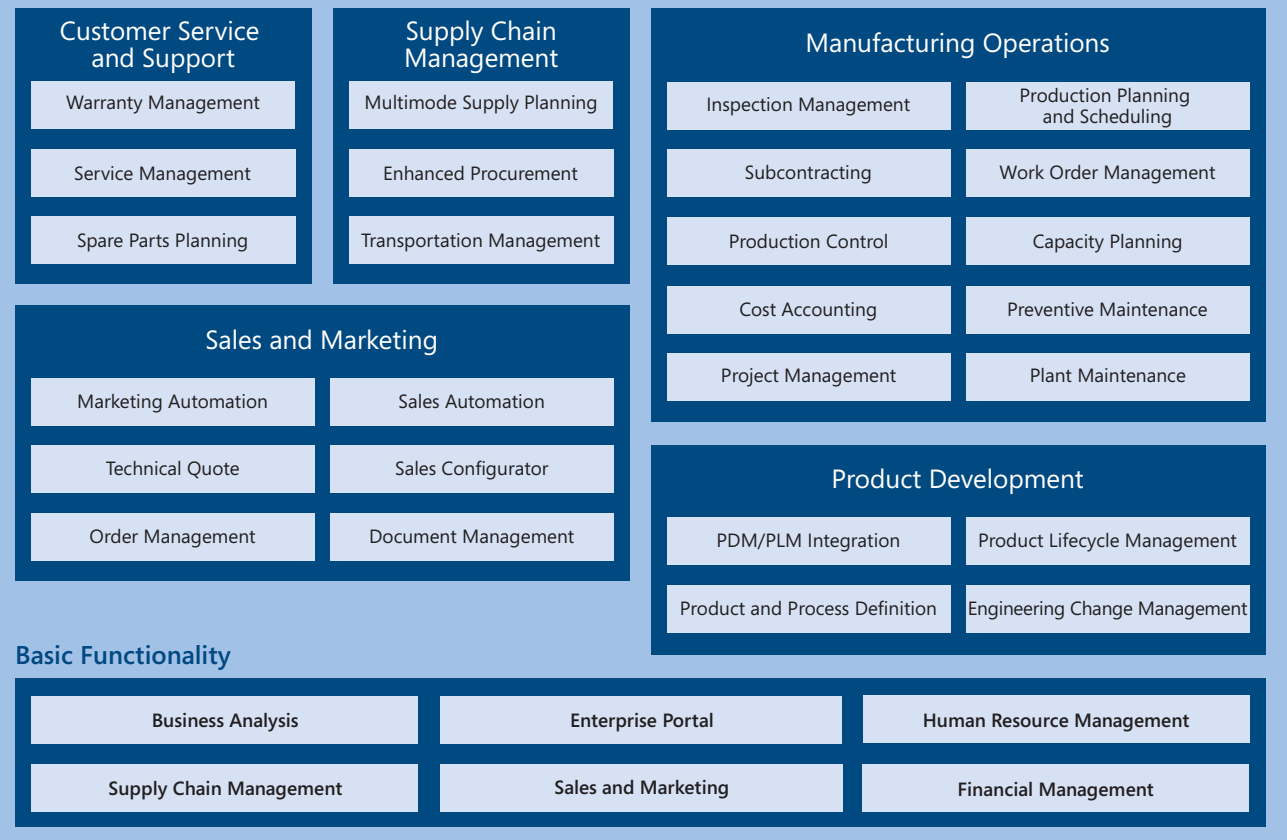 Customer Service
and Support
Warranty Management
Service Management
Spare Parts Planning
Supply Chain
Management
Multimode Supply Planning
Enhanced Procurement
Transportation Management
Manufacturing Operations
Inspection Management
Production Planning
and Scheduling
Subcontracting
Work Order Management
Production Control
Capacity Planning
Cost Accounting
Preventive Maintenance
Project Management
Plant Maintenance
Sales and Marketing
Marketing Automation
Sales Automation
Technical Quote
Sales Configurator
Order Management
Document Management
Product Development
PDM/PLM Integration
Product Lifecycle Management
Product and Process Definition
Engineering Change Management
Basic Functionality
Business Analysis
Enterprise Portal
Human Resource Management
Supply Chain Management
Sales and Marketing
Financial Management